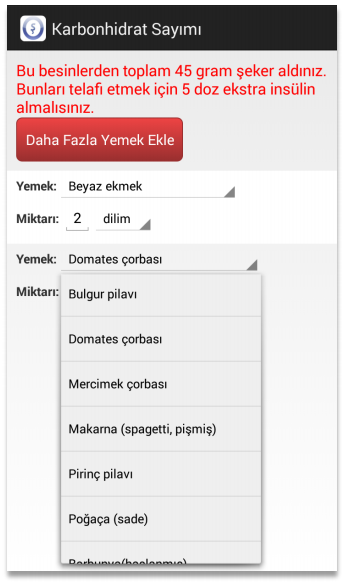 Karbonhidrat Sayımı
Bu besinlerden toplam 45 gram şeker aldınız.
Bunları telafi etmek için 5 doz ekstra insülin
almalısınız.
Daha Fazla Yemek Ekle
Yemek: Beyaz ekmek
Miktarı: 2 dilim
Yemek: Domates çorbası
Miktarı:
Bulgur pilavı
Domates çorbası
Mercimek çorbası
Makarna (spagetti, pişmiş)
Pirinç pilavı
Poğaça (sade)
Barbunya(haşlanmış)